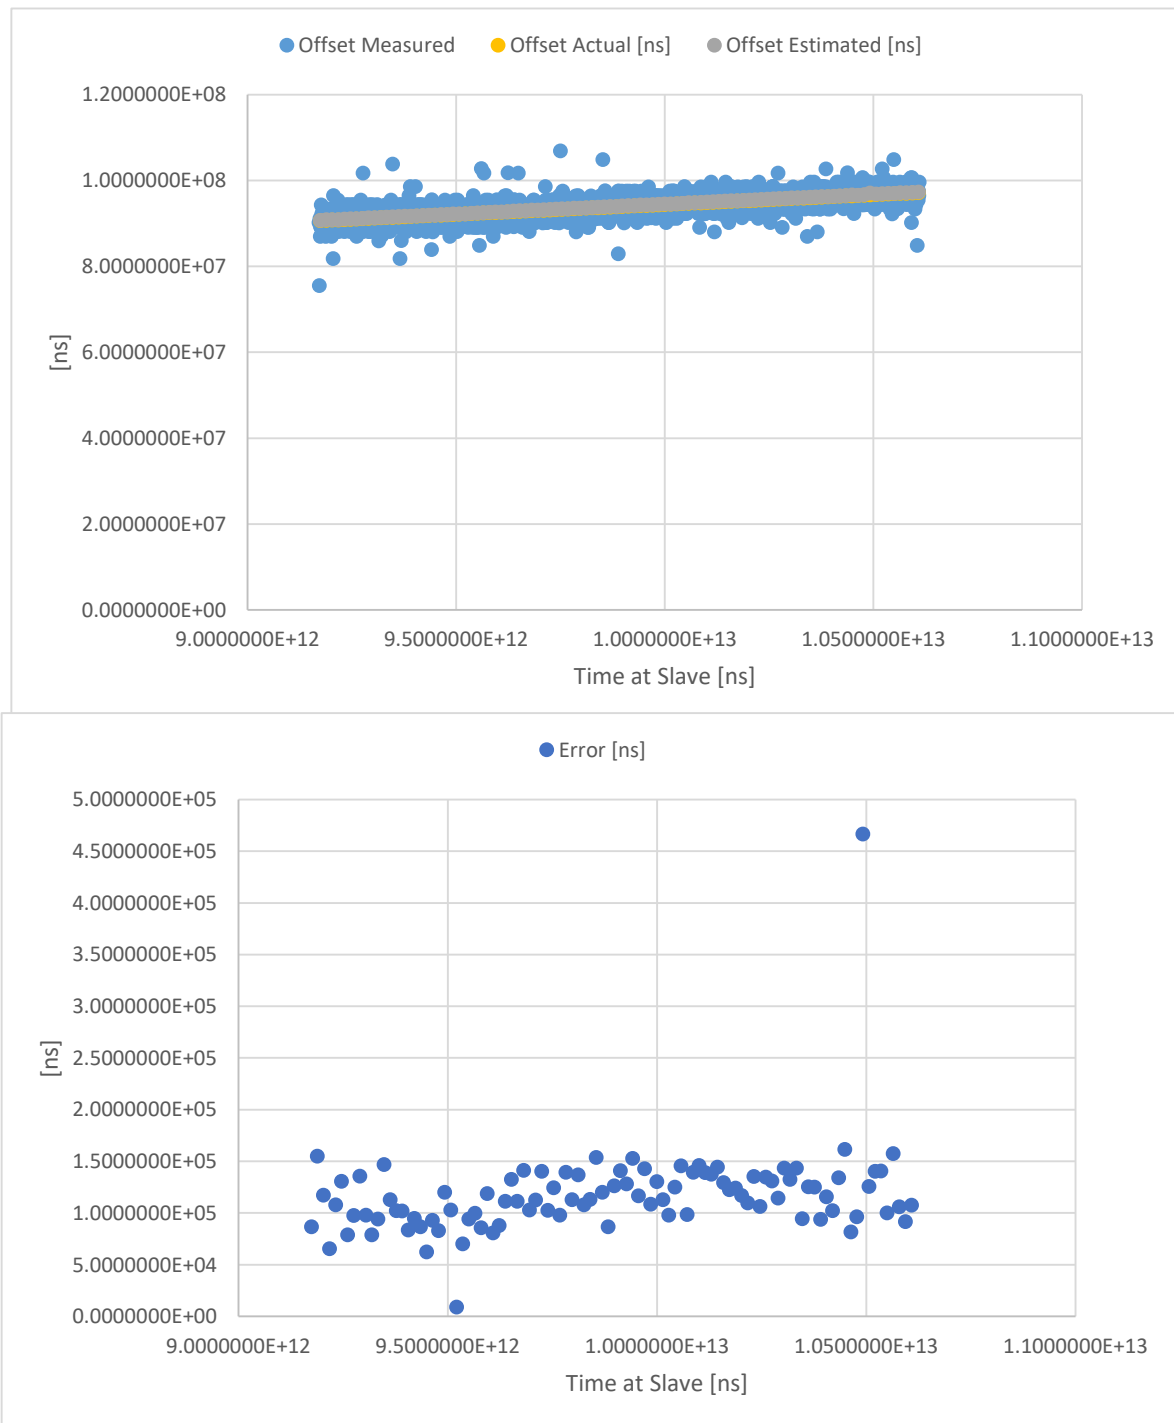 Offset Measured Offset Actual [ns] Offset Estimated [ns]
1.2000000E+08
1.0000000E+08
8.0000000E+07
6.0000000E+07
4.0000000E+07
2.0000000E+07
0.0000000E+00
[ns]
9.0000000E+12 9.5000000E+12 1.0000000E+13 1.0500000E+13 1.1000000E+13
Time at Slave [ns]
Error [ns]
5.0000000E+05
4.5000000E+05
4.0000000E+05
3.5000000E+05
3.0000000E+05
2.5000000E+05
2.0000000E+05
1.5000000E+05
1.0000000E+05
5.0000000E+04
0.0000000E+00
[ns]
9.0000000E+12 9.5000000E+12 1.0000000E+13 1.0500000E+13 1.1000000E+13
Time at Slave [ns]